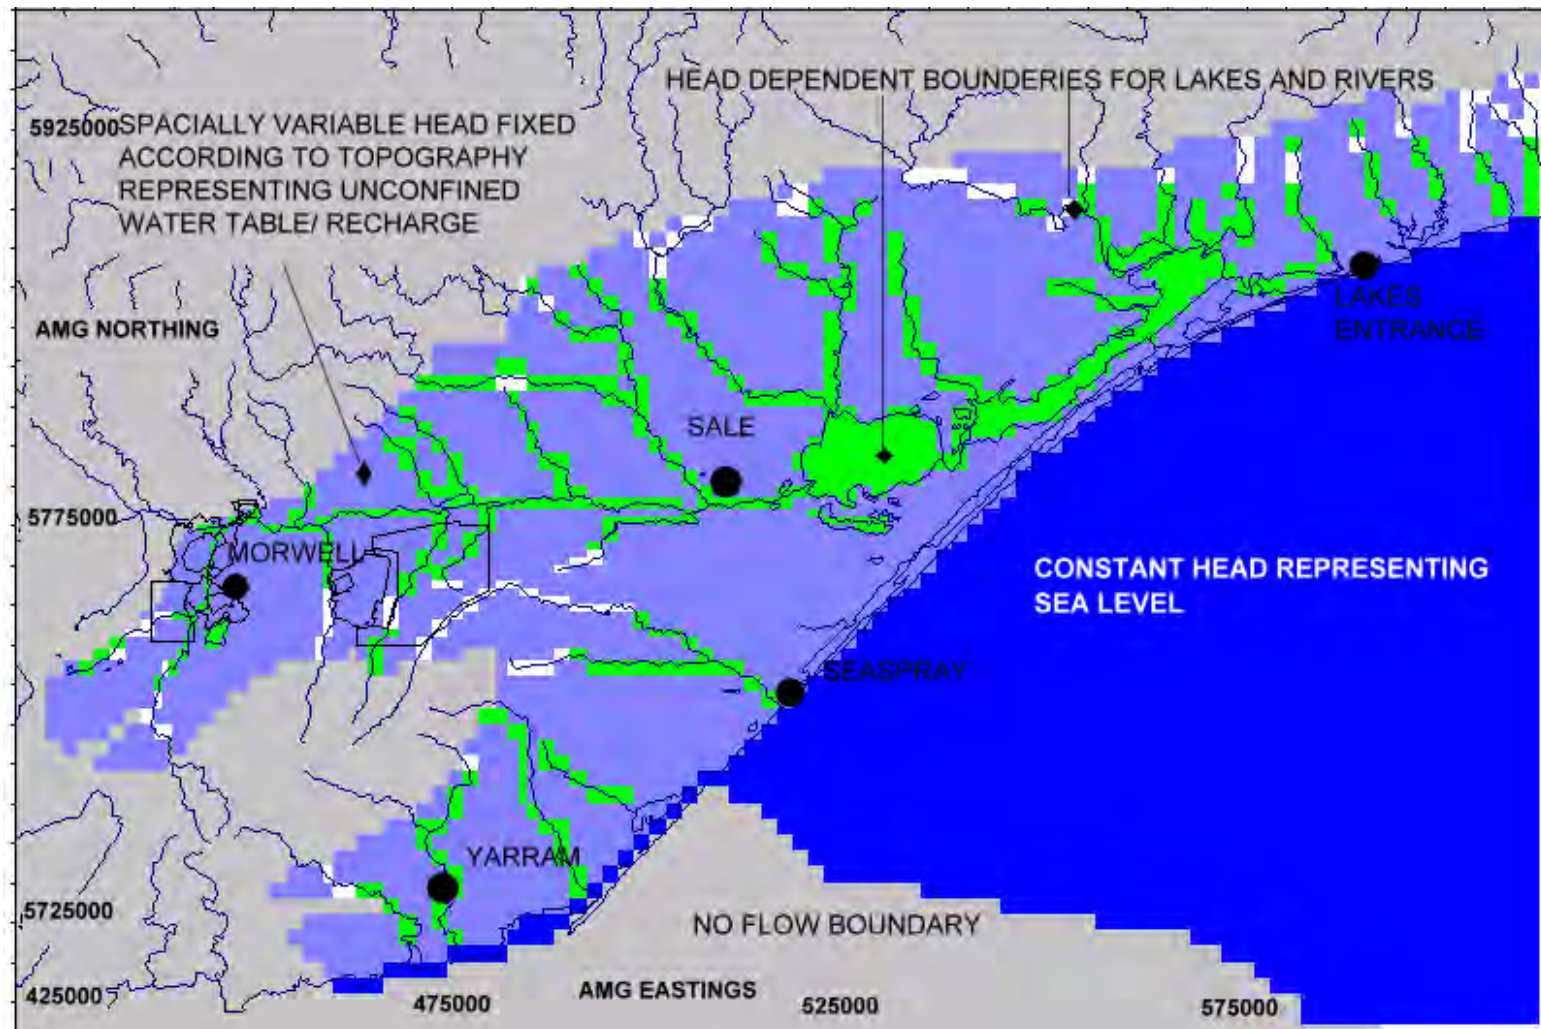 HEAD DEPENDENT BOUNDERIES FOR LAKES AND RIVERS
5925000
SPACIALLY VARIABLE HEAD FIXED
ACCORDING TO TOPOGRAPHY
REPRESENTING UNCONFINED
WATER TABLE/ RECHARGE
AMG NORTHING
LAKES
ENTRANCE
SALE
5775000
MORWELL
CONSTANT HEAD REPRESENTING
SEA LEVEL
SEASPRAY
YARRAM
5725000
NO FLOW BOUNDARY
425000
475000
AMG EASTINGS
525000
575000